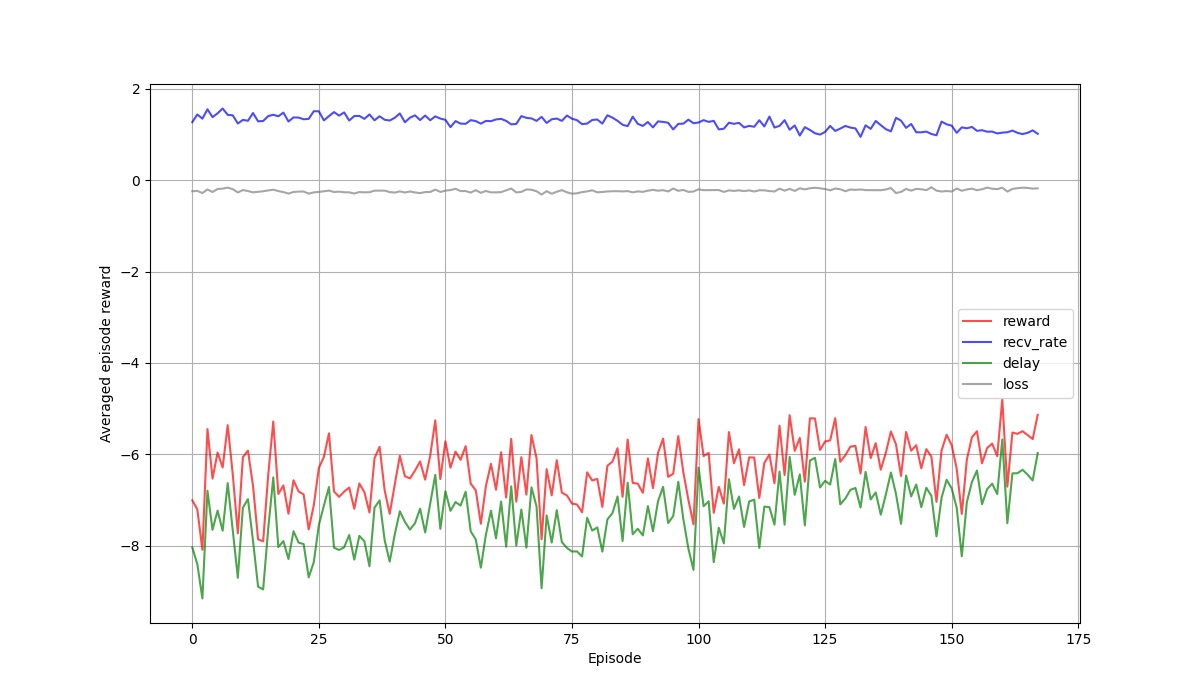 2
0
−2
−4
−6
−8
Averaged episode reward
reward
recv_rate
delay
loss
0 25 50 75 100 125 150 175
Episode